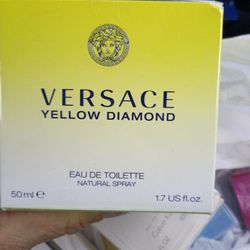 VERSACE
YELLOW DIAMOND
EAU DE TOILETTE
NATURAL SPRAY
50 ml e 1.7 US fl.oz.